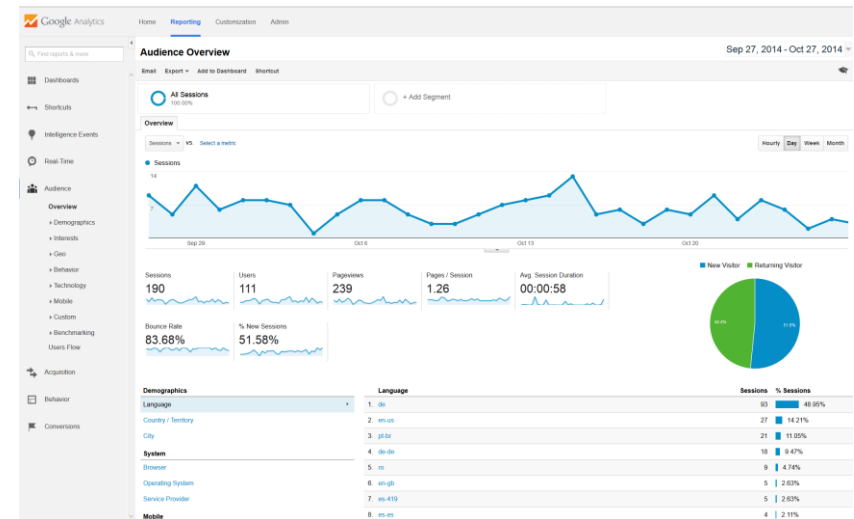 Google Analytics
Home Reporting Customization Admin
Find reports & more
Audience Overview
Sep 27, 2014 - Oct 27, 2014
Email Export Add to Dashboard Shortcut
Dashboards
Shortcuts
Intelligence Events
Real-Time
Audience
Overview
Demographics
Interests
Geo
Behavior
Technology
Mobile
Custom
Benchmarking
Users Flow
Acquisition
Behavior
Conversions
All Sessions
100.00%
+ Add Segment
Overview
Sessions VS. Select a metric
Hourly Day Week Month
Sessions
14
7
Sep 29 Oct 6 Oct 13 Oct 20
Sessions
190
Users
111
Pageviews
239
Pages / Session
1.26
Avg. Session Duration
00:00:58
Bounce Rate
83.68%
% New Sessions
51.58%
New Visitor Returning Visitor
48.4%
51.6%
Demographics
Language
Country / Territory
City
System
Browser
Operating System
Service Provider
Mobile
Language Sessions % Sessions
1. de 93 48.95%
2. en-us 27 14.21%
3. pt-br 21 11.05%
4. de-de 18 9.47%
5. 9 4.74%
6. en-gb 5 2.63%
7. es-419 5 2.63%
8. es-es 4 2.11%